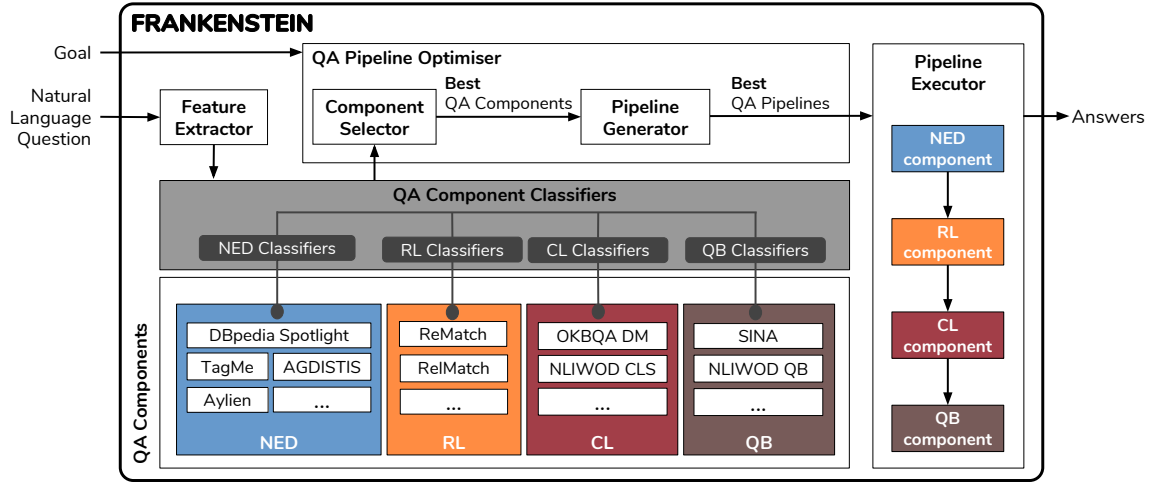 FRANKENSTEIN
Goal
Natural
Language
Question
Feature
Extractor
QA Pipeline Optimiser
Component
Selector
Best
QA Components
Pipeline
Generator
Best
QA Pipelines
Pipeline
Executor
NED
component
RL
component
CL
component
QB
component
Answers
QA Component Classifiers
NED Classifiers
RL Classifiers
CL Classifiers
QB Classifiers
QA Components
DBpedia Spotlight
TagMe
AGDISTIS
Aylien
...
NED
ReMatch
RelMatch
...
RL
OKBQA DM
NLIWOD CLS
...
CL
SINA
NLIWOD QB
...
QB